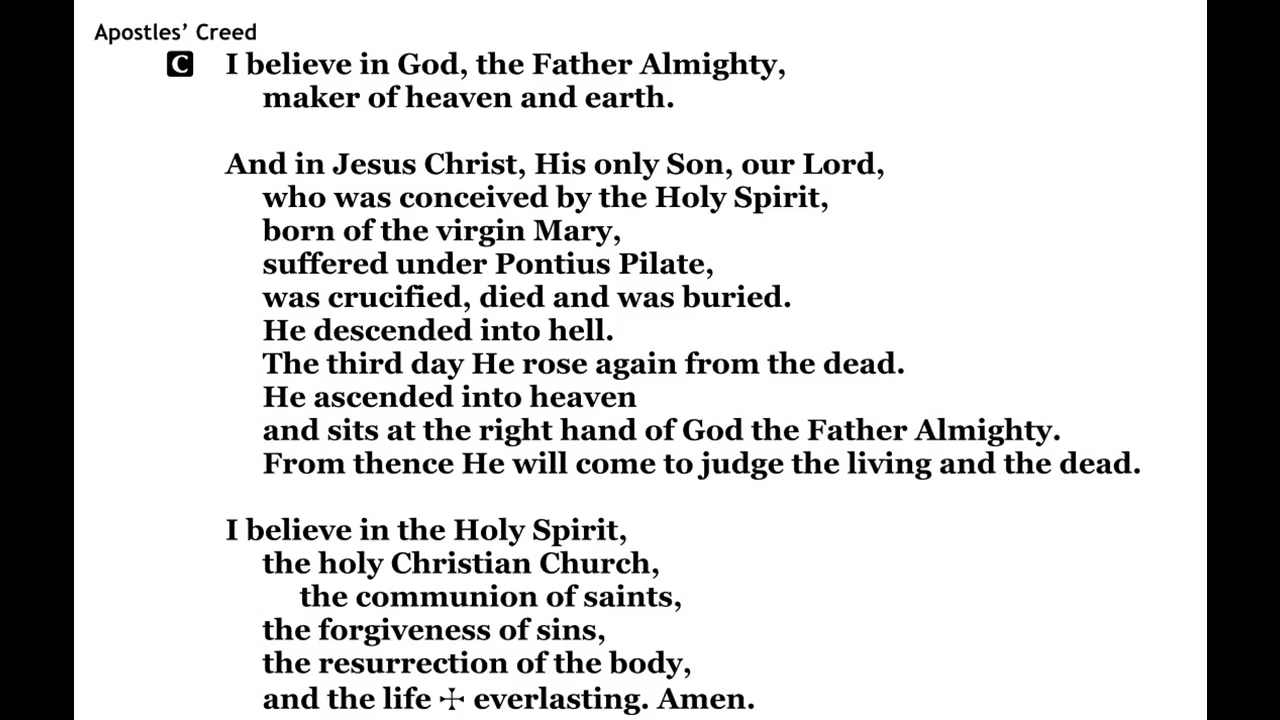 Apostles’ Creed
C I believe in God, the Father Almighty,
maker of heaven and earth.
And in Jesus Christ, His only Son, our Lord,
who was conceived by the Holy Spirit,
born of the virgin Mary,
suffered under Pontius Pilate,
was crucified, died and was buried.
He descended into hell.
The third day He rose again from the dead.
He ascended into heaven
and sits at the right hand of God the Father Almighty.
From thence He will come to judge the living and the dead.
I believe in the Holy Spirit,
the holy Christian Church,
the communion of saints,
the forgiveness of sins,
the resurrection of the body,
and the life ☩ everlasting. Amen.